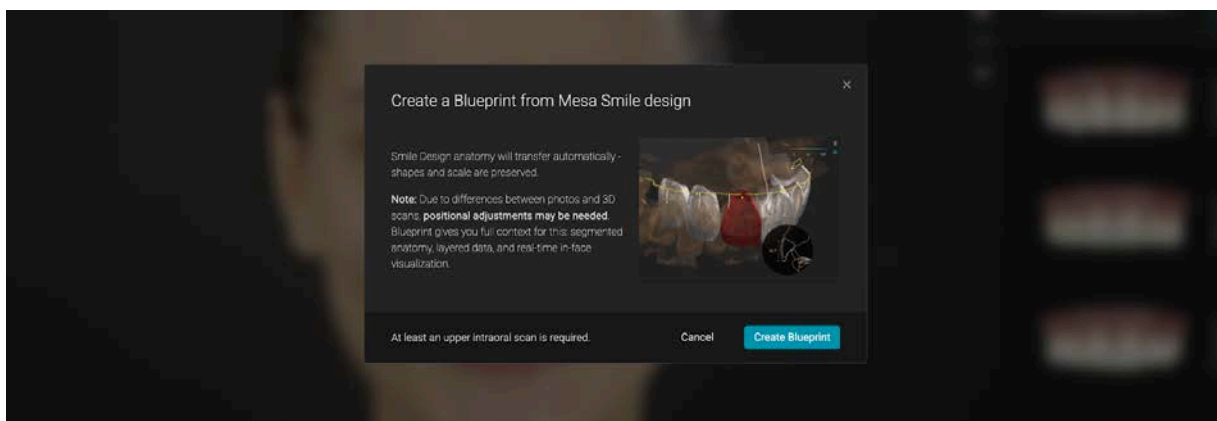 Create a Blueprint from Mesa Smile design
Smile Design anatomy will transfer automatically -
shapes and scale are preserved.
Note: Due to differences between photos and 3D
scans, positional adjustments may be needed.
Blueprint gives you full context for this: segmented
anatomy, layered data, and real-time in-face
visualization.
At least an upper intraoral scan is required.
Cancel
Create Blueprint